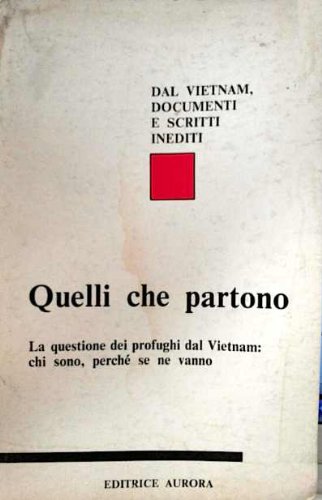 DAL VIETNAM,
DOCUMENTI
E SCRITTI
INEDITI
Quelli che partono
La questione dei profughi dal Vietnam:
chi sono, perché se ne vanno
EDITRICE AURORA